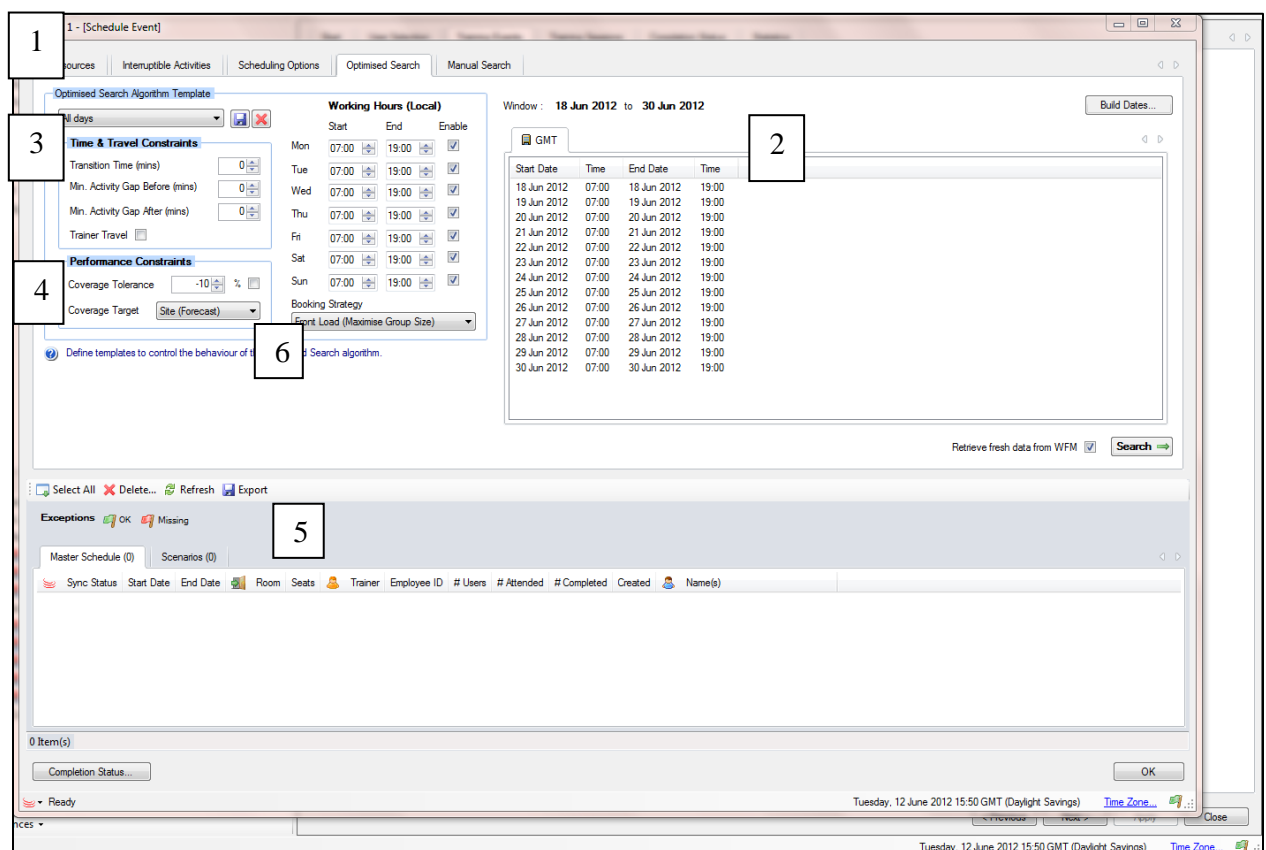 1 - [Schedule Event]
1
ources Interruptible Activities Scheduling Options Optimised Search Manual Search
Optimised Search Algorithm Template
All days
Working Hours (Local)
Start End Enable
Mon 07:00 19:00
Tue 07:00 19:00
Wed 07:00 19:00
Thu 07:00 19:00
Fri 07:00 19:00
Sat 07:00 19:00
Sun 07:00 19:00
3
Time & Travel Constraints
Transition Time (mins) 0
Min. Activity Gap Before (mins) 0
Min. Activity Gap After (mins) 0
Trainer Travel
4
Performance Constraints
Coverage Tolerance -10 %
Coverage Target Site (Forecast)
Booking Strategy
Front Load (Maximise Group Size)
6
Define templates to control the behaviour of t d Search algorithm.
Window : 18 Jun 2012 to 30 Jun 2012
Build Dates...
GMT
2
Start Date Time End Date Time
18 Jun 2012 07:00 18 Jun 2012 19:00
19 Jun 2012 07:00 19 Jun 2012 19:00
20 Jun 2012 07:00 20 Jun 2012 19:00
21 Jun 2012 07:00 21 Jun 2012 19:00
22 Jun 2012 07:00 22 Jun 2012 19:00
23 Jun 2012 07:00 23 Jun 2012 19:00
24 Jun 2012 07:00 24 Jun 2012 19:00
25 Jun 2012 07:00 25 Jun 2012 19:00
26 Jun 2012 07:00 26 Jun 2012 19:00
27 Jun 2012 07:00 27 Jun 2012 19:00
28 Jun 2012 07:00 28 Jun 2012 19:00
29 Jun 2012 07:00 29 Jun 2012 19:00
30 Jun 2012 07:00 30 Jun 2012 19:00
Retrieve fresh data from WFM Search
Select All Delete... Refresh Export
Exceptions OK Missing
5
Master Schedule (0) Scenarios (0)
Sync Status Start Date End Date Room Seats Trainer Employee ID # Users # Attended # Completed Created Name(s)
0 Item(s)
Completion Status... OK
Ready Tuesday, 12 June 2012 15:50 GMT (Daylight Savings) Time Zone...
nces Close
Tuesday, 12 June 2012 15:50 GMT (Daylight Savings) Time Zone...